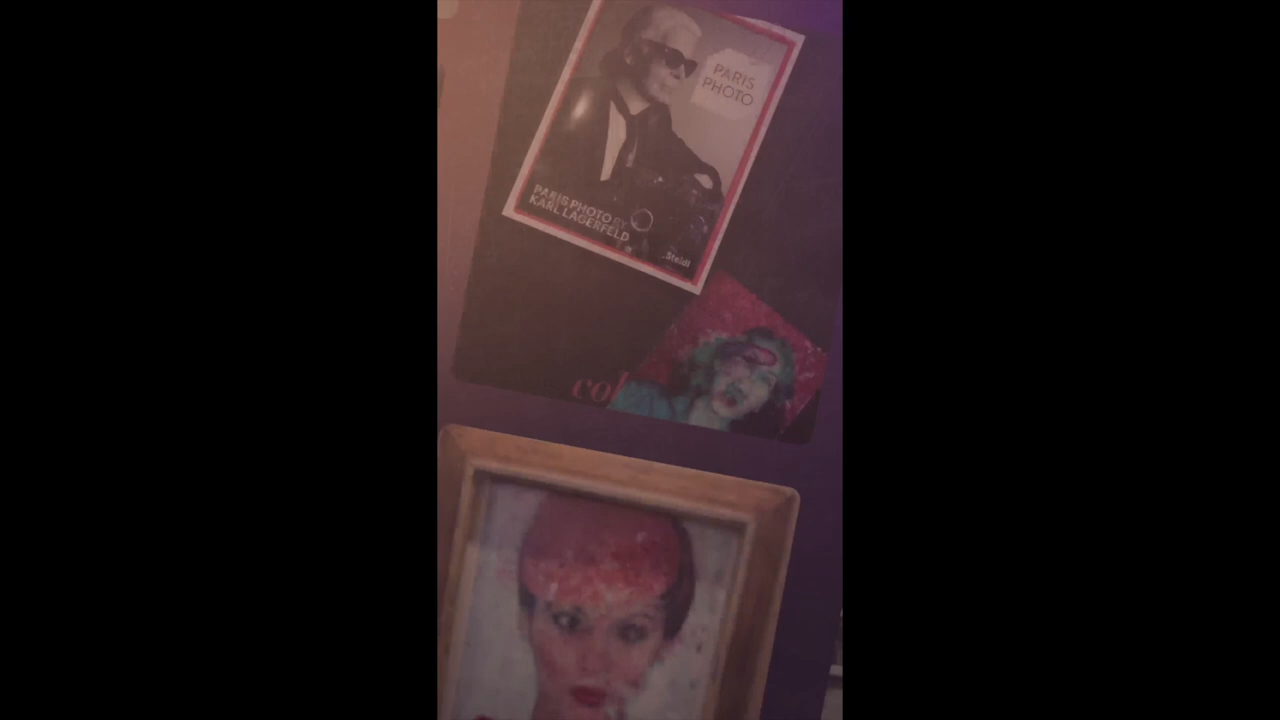 PARIS
PHOTO
PARIS PHOTO BY
KARL LAGERFELD
Steidl